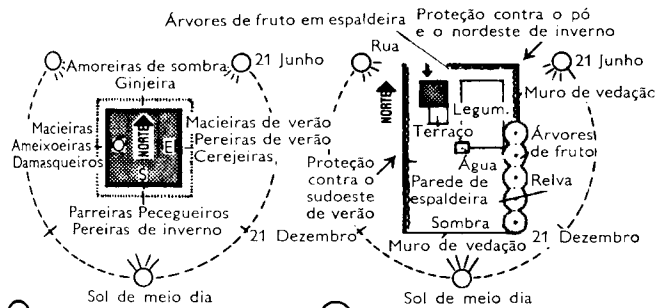 Árvores de fruto em espaldeira
Proteção contra o pó
e o nordeste de inverno
21 Junho
Amoreiras de sombra
Ginjeira
Macieiras
Ameixoeiras
Damasqueiros
NORTE
E
S
Macieiras de verão
Pereiras de verão
Cerejeiras
Parreiras Pecegueiros
Pereiras de inverno
21 Dezembro
Sol de meio dia
Rua
NORTE
21 Junho
Muro de vedação
Legum.
Terraço
Árvores
de fruto
Água
Proteção
contra o
sudoeste
de verão
Parede de
espaldeira
Relva
Sombra
Muro de vedação
21 Dezembro
Sol de meio dia